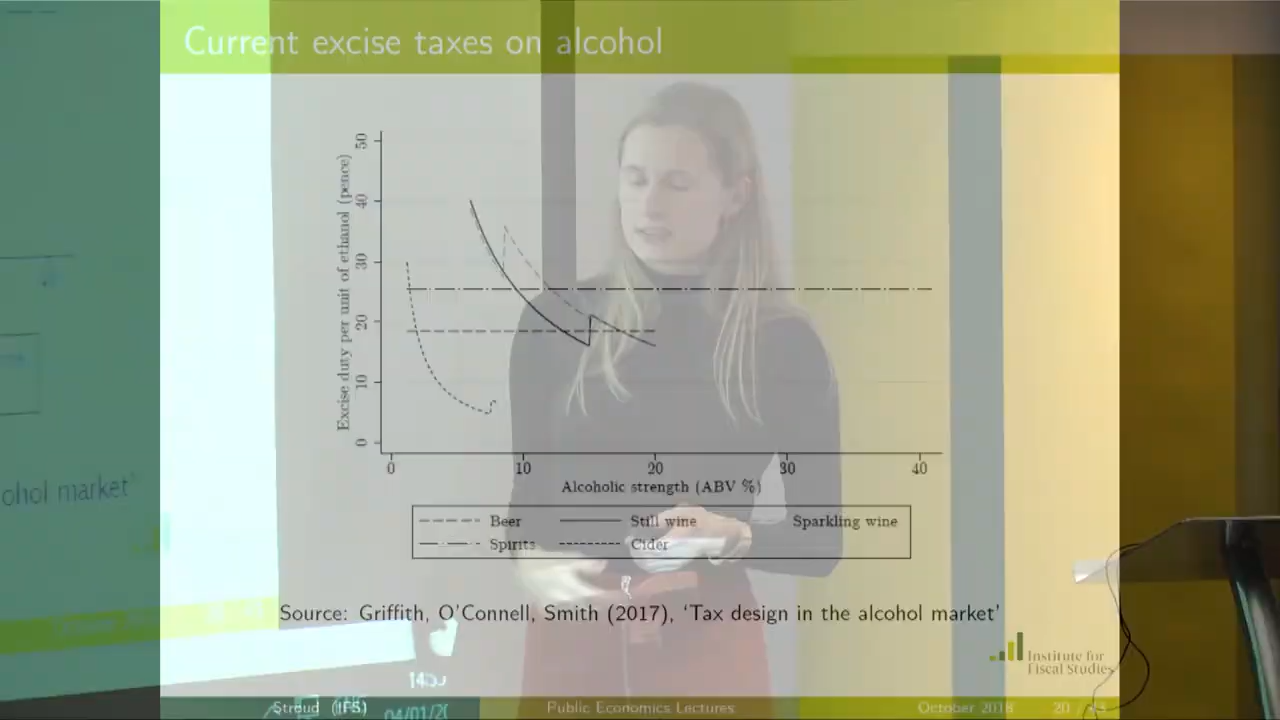 Current excise taxes on alcohol
Excise duty per unit of ethanol (pence)
50
40
30
20
10
0
0 10 20 30 40
Alcoholic strength (ABV %)
Beer Still wine Sparkling wine
Spirits Cider
Source: Griffith, O'Connell, Smith (2017), 'Tax design in the alcohol market'
ohol market'
Institute for
Fiscal Studies
Stroud (IFS) Public Economics Lectures October 2018 20
04/01/20